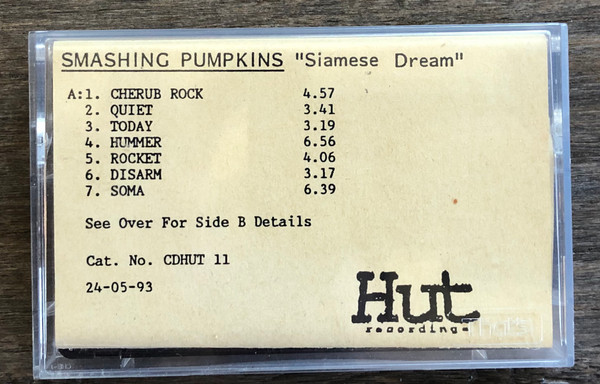 SMASHING PUMPKINS "Siamese Dream"
A:1. CHERUB ROCK 4.57
2. QUIET 3.41
3. TODAY 3.19
4. HUMMER 6.56
5. ROCKET 4.06
6. DISARM 3.17
7. SOMA 6.39
See Over For Side B Details
Cat. No. CDHUT 11
24-05-93
Hut
recordings
That's